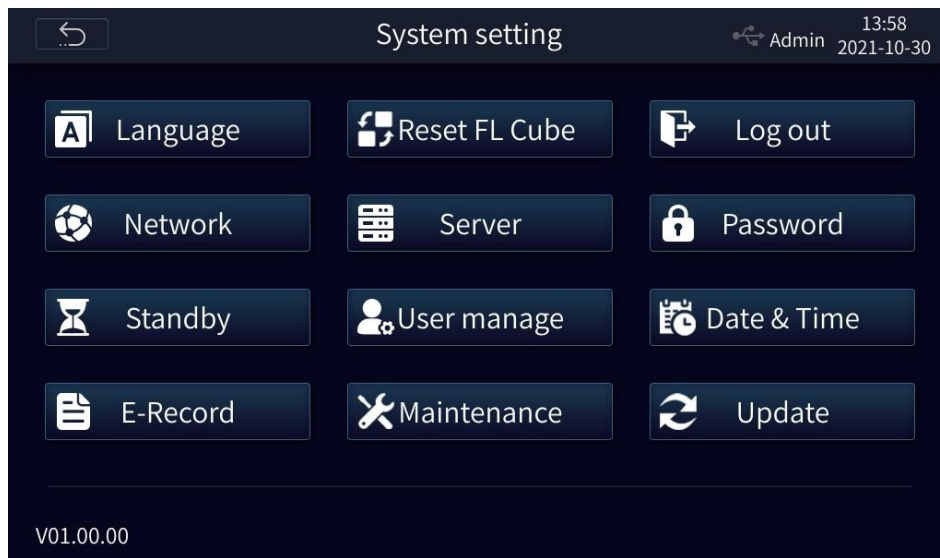 System setting
Admin
13:58
2021-10-30
A Language
Reset FL Cube
Log out
Network
Server
Password
Standby
User manage
Date & Time
E-Record
Maintenance
Update
V01.00.00